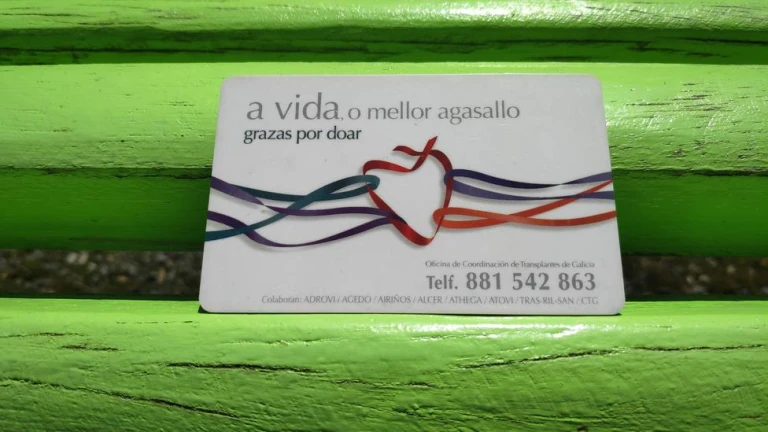 a vida, o mellor agasallo
grazas por doar
Oficina de Coordinación de Transplantes de Galicia
Telf. 881 542 863
Colaboran: ADROVI / AGEDO / AIRIÑOS / ALCER / ATHEGA / ATOVI / TRAS-RIL-SAN / CTG